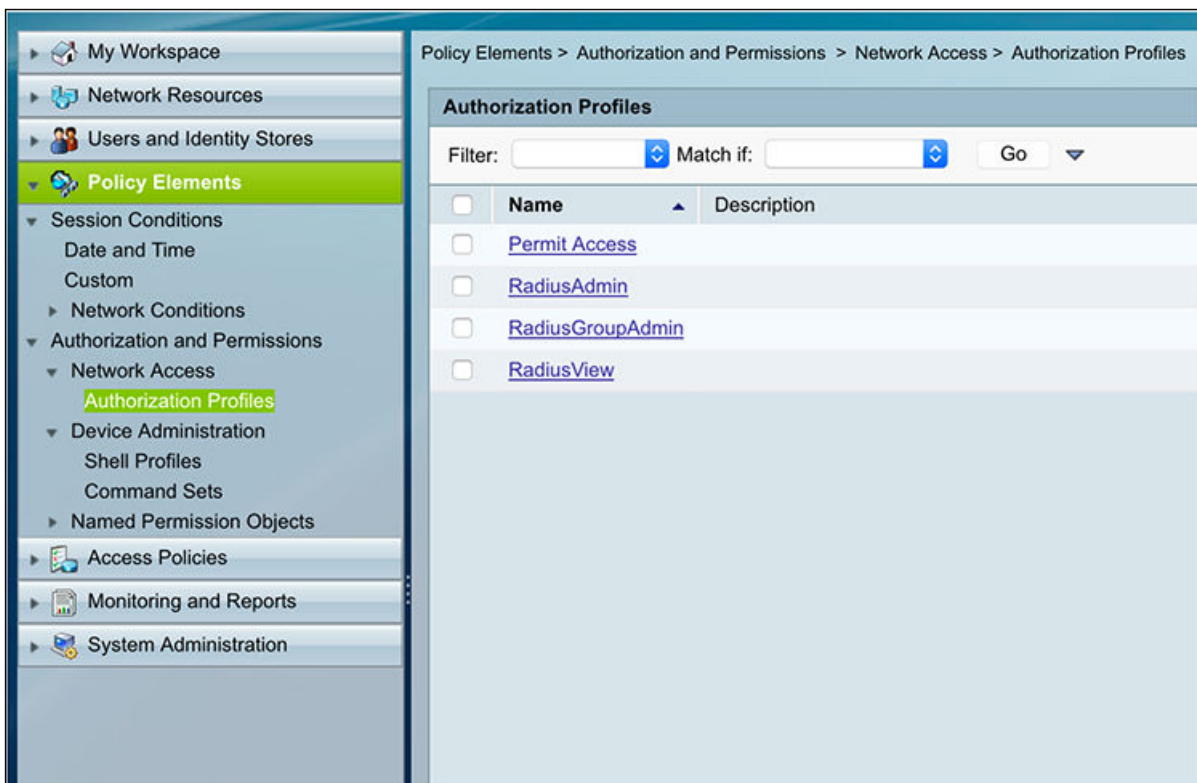 My Workspace
Network Resources
Users and Identity Stores
Policy Elements
Session Conditions
Date and Time
Custom
Network Conditions
Authorization and Permissions
Network Access
Authorization Profiles
Device Administration
Shell Profiles
Command Sets
Named Permission Objects
Access Policies
Monitoring and Reports
System Administration
Policy Elements > Authorization and Permissions > Network Access > Authorization Profiles
Authorization Profiles
Filter: Match if: Go
Name Description
Permit Access
RadiusAdmin
RadiusGroupAdmin
RadiusView